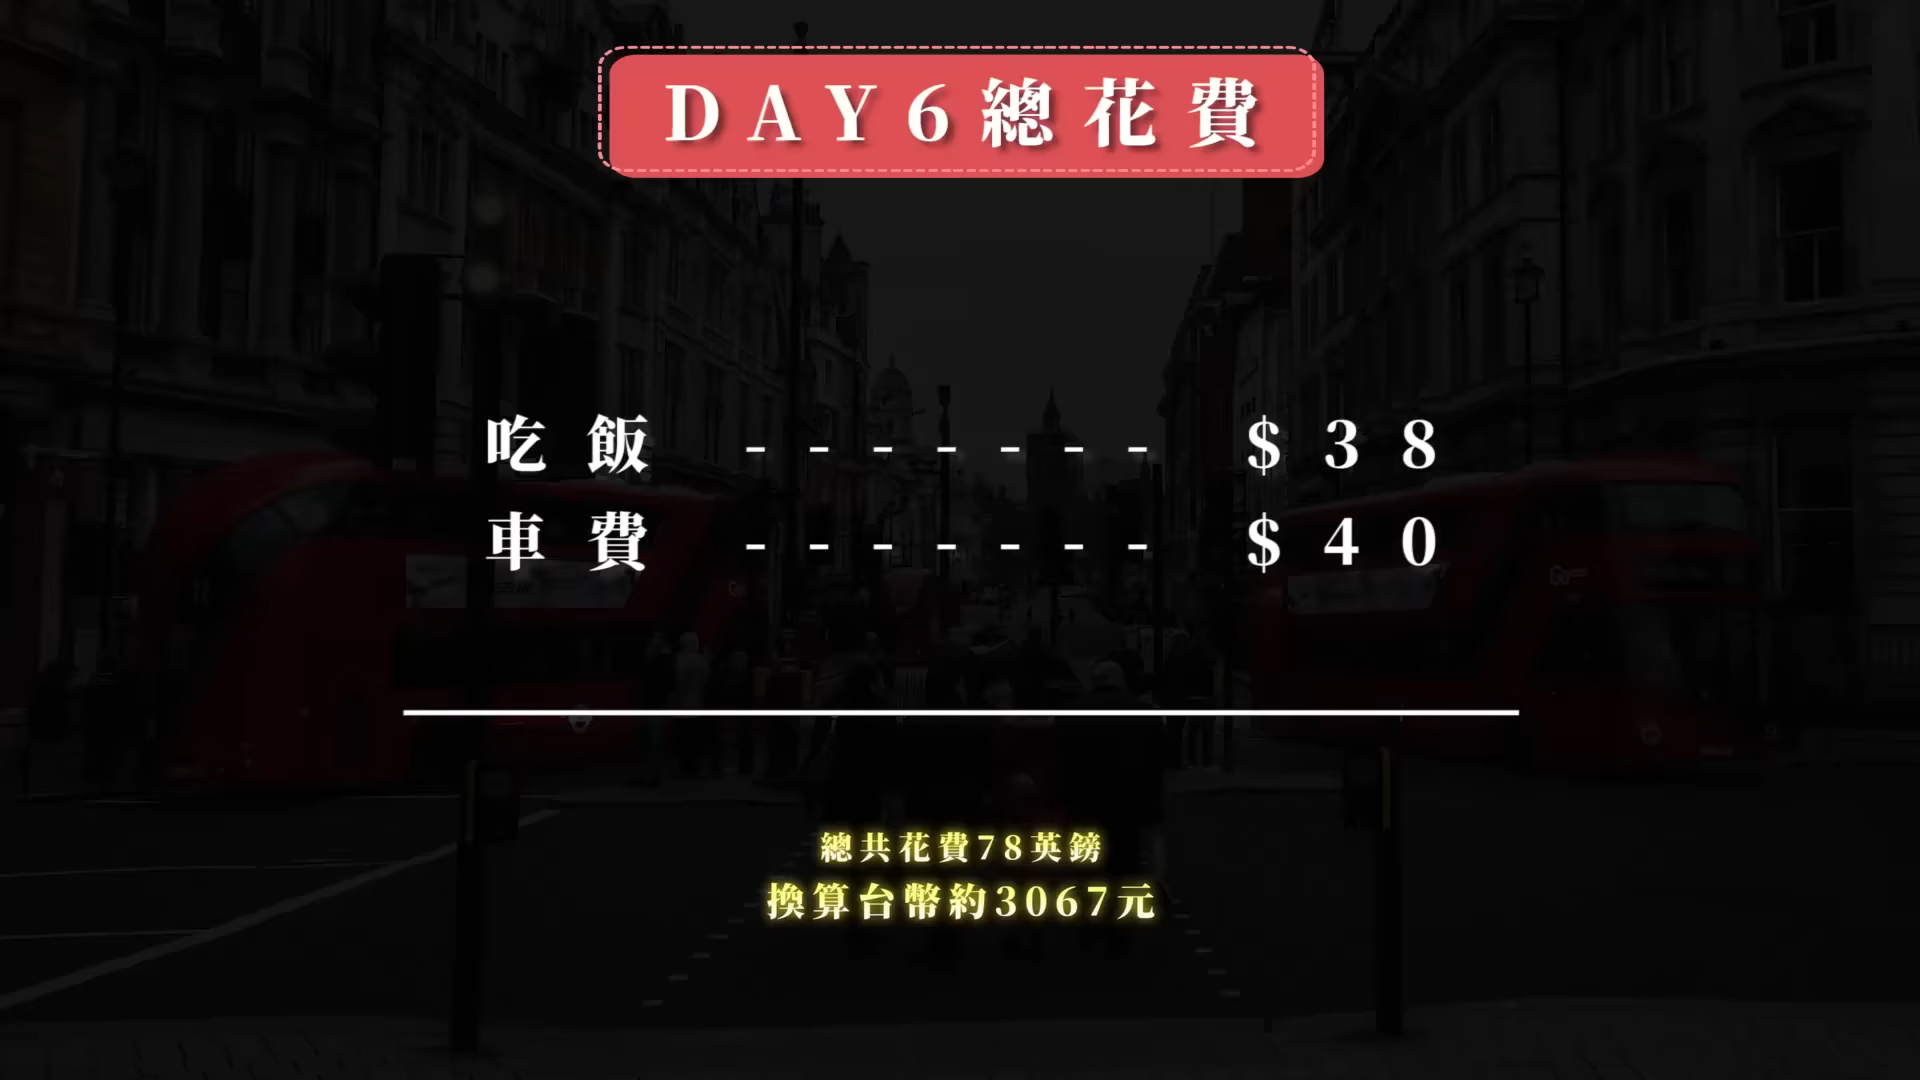 DAY6總花費
吃飯 ------- $38
車費 ------- $40
總共花費78英鎊
換算台幣約3067元